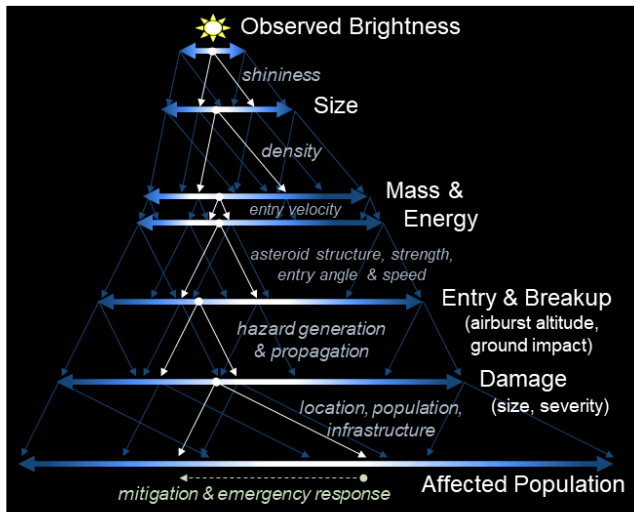 Observed Brightness
shininess
Size
density
Mass &
Energy
entry velocity
asteroid structure, strength,
entry angle & speed
Entry & Breakup
(airburst altitude,
ground impact)
hazard generation
& propagation
Damage
(size, severity)
location, population,
infrastructure
Affected Population
mitigation & emergency response